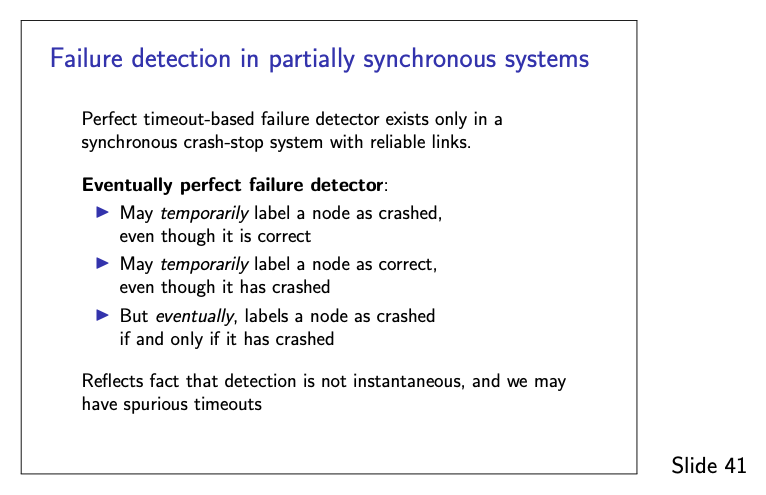 Failure detection in partially synchronous systems
Perfect timeout-based failure detector exists only in a
synchronous crash-stop system with reliable links.
Eventually perfect failure detector:
▶ May temporarily label a node as crashed,
even though it is correct
▶ May temporarily label a node as correct,
even though it has crashed
▶ But eventually, labels a node as crashed
if and only if it has crashed
Reflects fact that detection is not instantaneous, and we may
have spurious timeouts
Slide 41